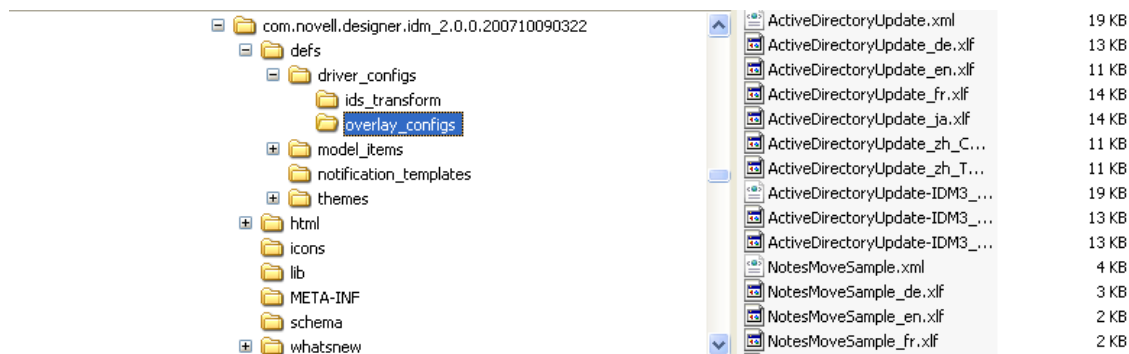 com.novell.designer.idm_2.0.0.200710090322
defs
driver_configs
ids_transform
overlay_configs
model_items
notification_templates
themes
html
icons
lib
META-INF
schema
whatsnew
ActiveDirectoryUpdate.xml 19 KB
ActiveDirectoryUpdate_de.xlf 13 KB
ActiveDirectoryUpdate_en.xlf 11 KB
ActiveDirectoryUpdate_fr.xlf 14 KB
ActiveDirectoryUpdate_ja.xlf 14 KB
ActiveDirectoryUpdate_zh_C... 11 KB
ActiveDirectoryUpdate_zh_T... 11 KB
ActiveDirectoryUpdate-IDM3_... 19 KB
ActiveDirectoryUpdate-IDM3_... 13 KB
ActiveDirectoryUpdate-IDM3_... 13 KB
NotesMoveSample.xml 4 KB
NotesMoveSample_de.xlf 3 KB
NotesMoveSample_en.xlf 2 KB
NotesMoveSample_fr.xlf 2 KB